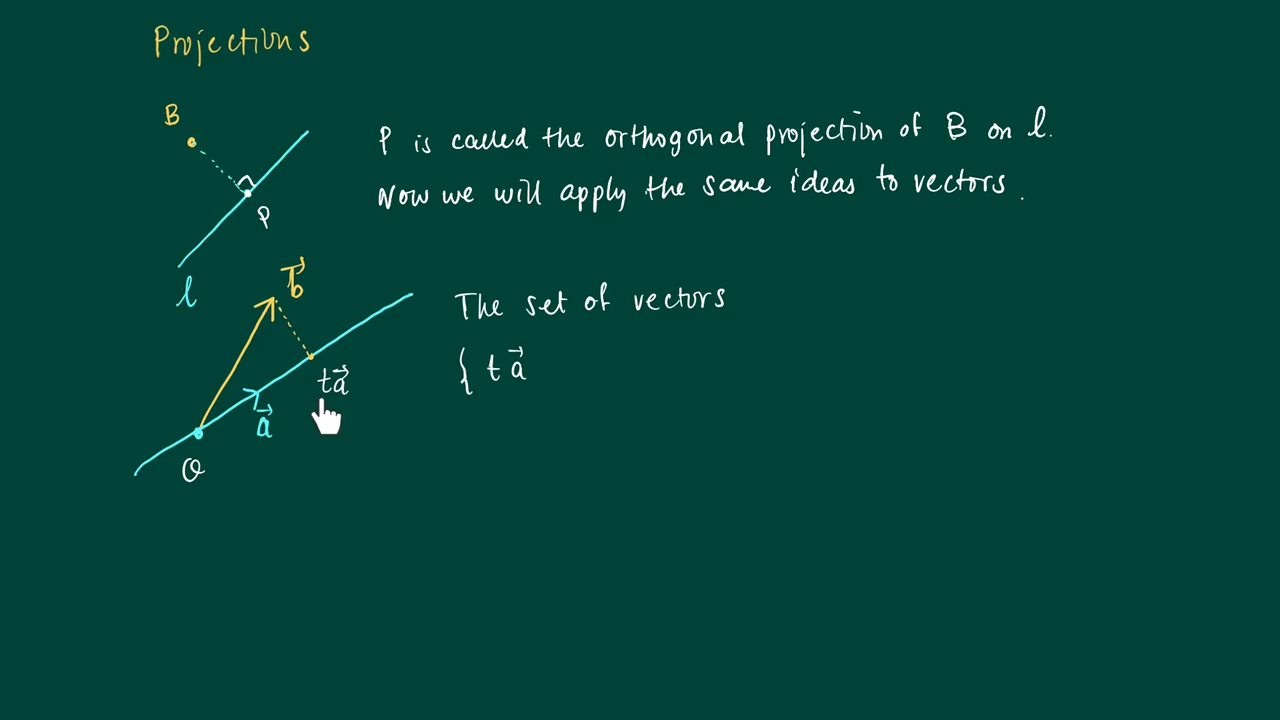 Projections
B
P is called the orthogonal projection of B on l.
Now we will apply the same ideas to vectors.
P
l
b⃗
The set of vectors
{ t a⃗
ta⃗
a⃗
O